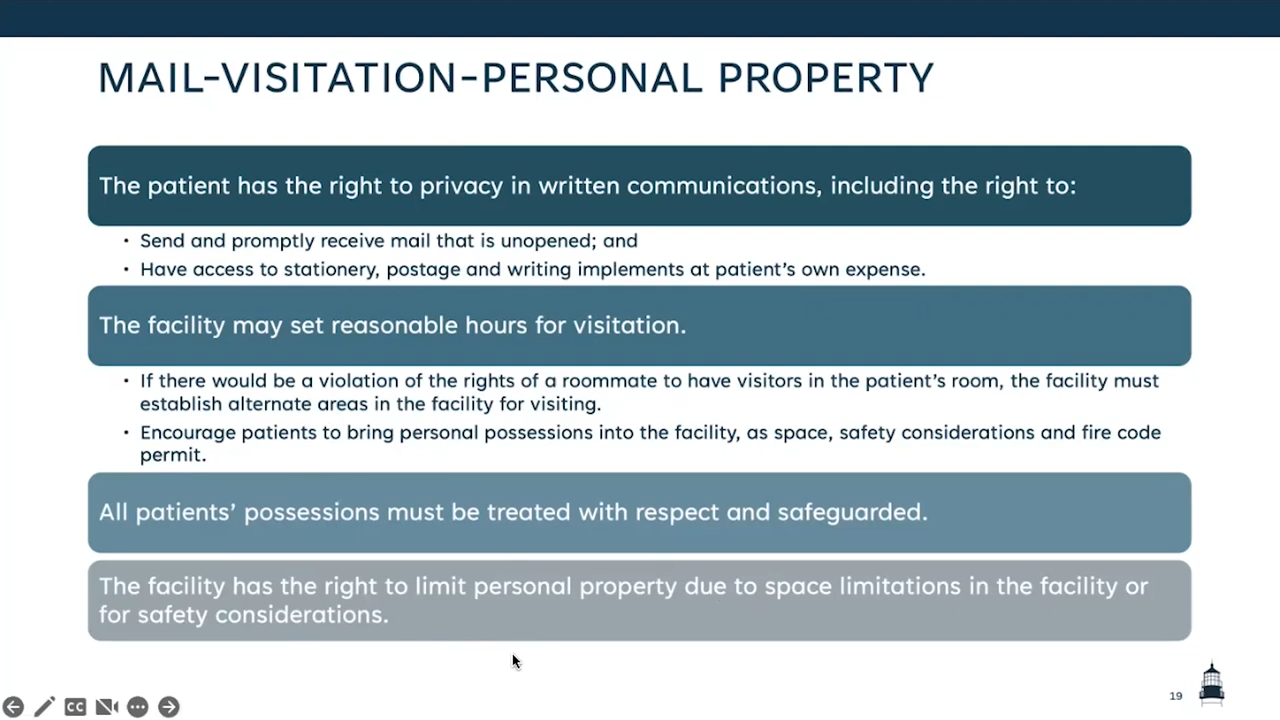 MAIL-VISITATION-PERSONAL PROPERTY
The patient has the right to privacy in written communications, including the right to:
• Send and promptly receive mail that is unopened; and
• Have access to stationery, postage and writing implements at patient's own expense.
The facility may set reasonable hours for visitation.
• If there would be a violation of the rights of a roommate to have visitors in the patient's room, the facility must
establish alternate areas in the facility for visiting.
• Encourage patients to bring personal possessions into the facility, as space, safety considerations and fire code
permit.
All patients' possessions must be treated with respect and safeguarded.
The facility has the right to limit personal property due to space limitations in the facility or
for safety considerations.
19
CC